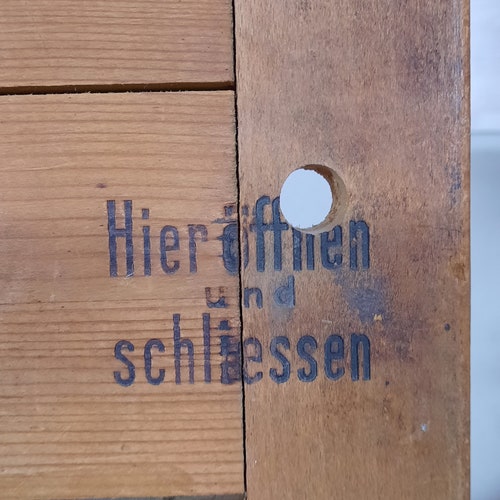 Hier öffnen
und
schliessen